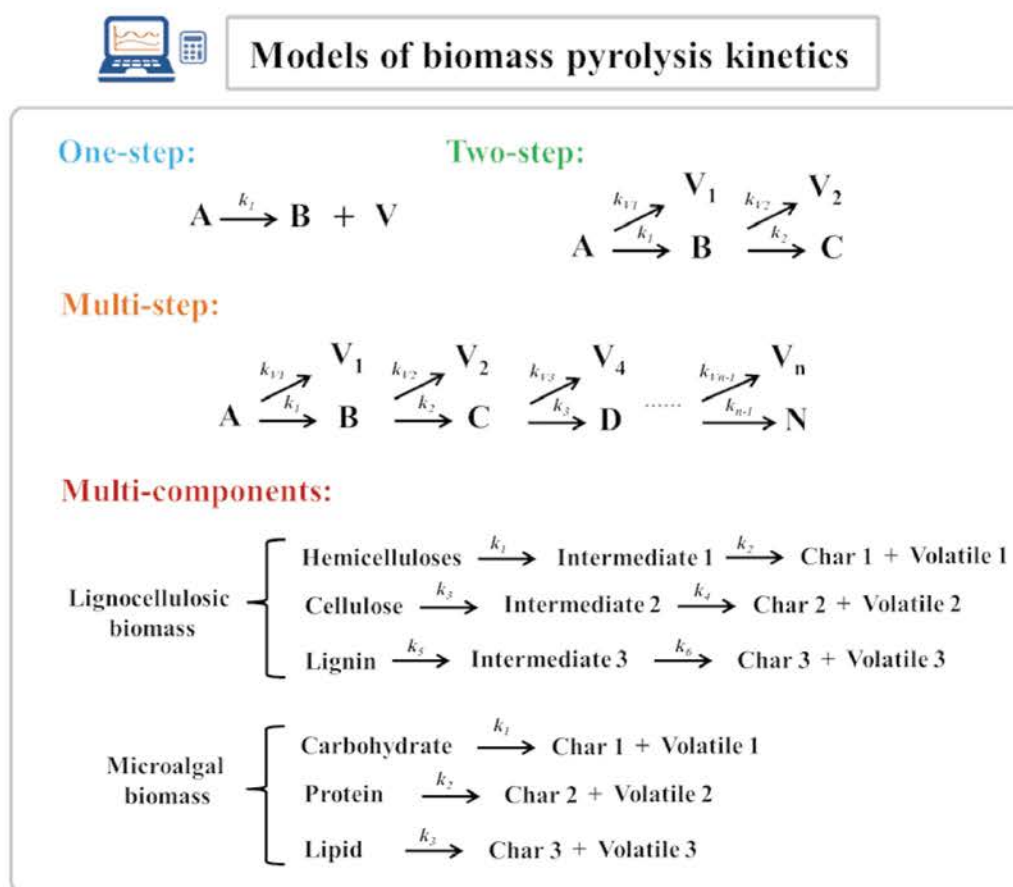 Models of biomass pyrolysis kinetics
One-step:
A k1 B + V
Two-step:
kV1 V1 kV2 V2
A k1 B k2 C
Multi-step:
kV1 V1 kV2 V2 kV3 V4 kVn-1 Vn
A k1 B k2 C k3 D ...... kn-1 N
Multi-components:
Lignocellulosic
biomass
Hemicelluloses k1 Intermediate 1 k2 Char 1 + Volatile 1
Cellulose k3 Intermediate 2 k4 Char 2 + Volatile 2
Lignin k5 Intermediate 3 k6 Char 3 + Volatile 3
Microalgal
biomass
Carbohydrate k1 Char 1 + Volatile 1
Protein k2 Char 2 + Volatile 2
Lipid k3 Char 3 + Volatile 3